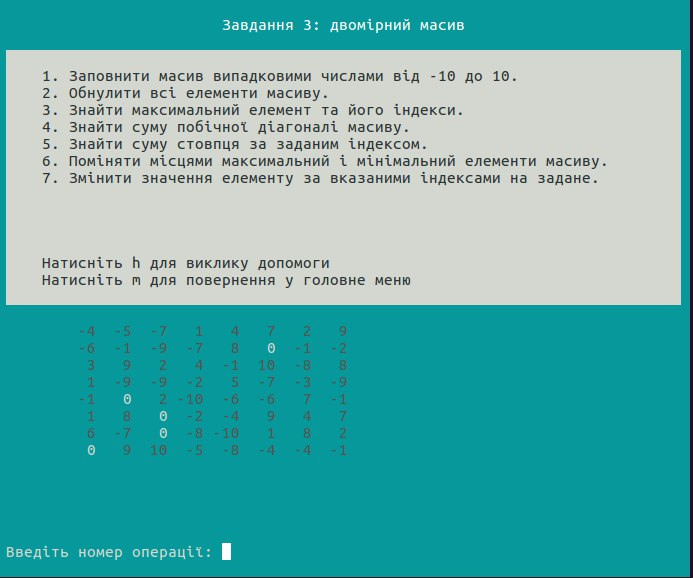 Завдання 3: двомірний масив
1. Заповнити масив випадковими числами від -10 до 10.
2. Обнулити всі елементи масиву.
3. Знайти максимальний елемент та його індекси.
4. Знайти суму побічної діагоналі масиву.
5. Знайти суму стовпця за заданим індексом.
6. Поміняти місцями максимальний і мінімальний елементи масиву.
7. Змінити значення елементу за вказаними індексами на задане.
Натисніть h для виклику допомоги
Натисніть m для повернення у головне меню
-4 -5 -7 1 4 7 2 9
-6 -1 -9 -7 8 0 -1 -2
3 9 2 4 -1 10 -8 8
1 -9 -9 -2 5 -7 -3 -9
-1 0 2 -10 -6 -6 7 -1
1 8 0 -2 -4 9 4 7
6 -7 0 -8 -10 1 8 2
0 9 10 -5 -8 -4 -4 -1
Введіть номер операції: